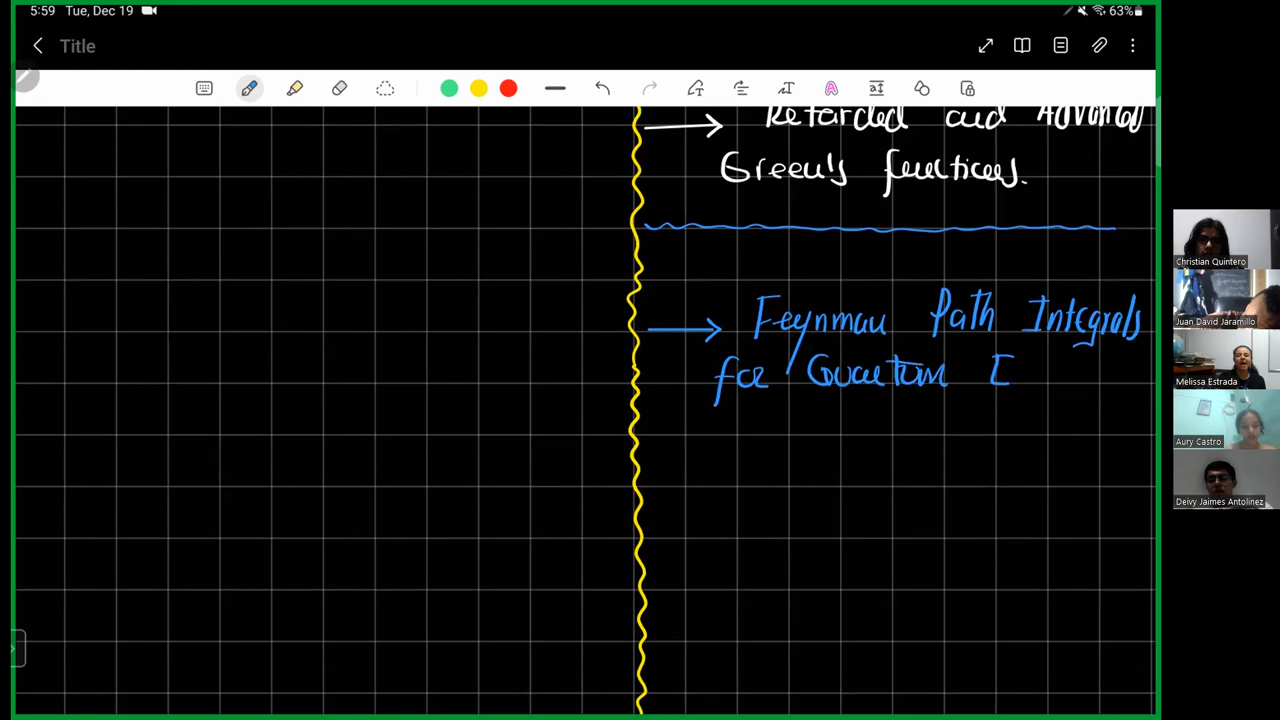 5:59 Tue, Dec 19
63%
Title
Retarded and Advanced
Green's functions.
Feynman Path Integrals
for Quantum
Christian Quintero
Juan David Jaramillo
Melissa Estrada
Aury Castro
Deivy Jaimes Antolinez